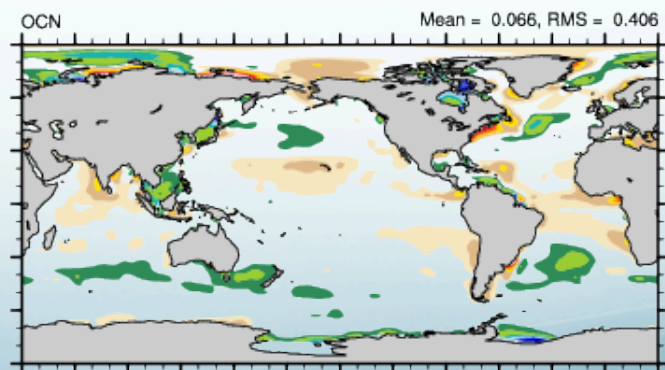 OCN Mean = 0.066, RMS = 0.406